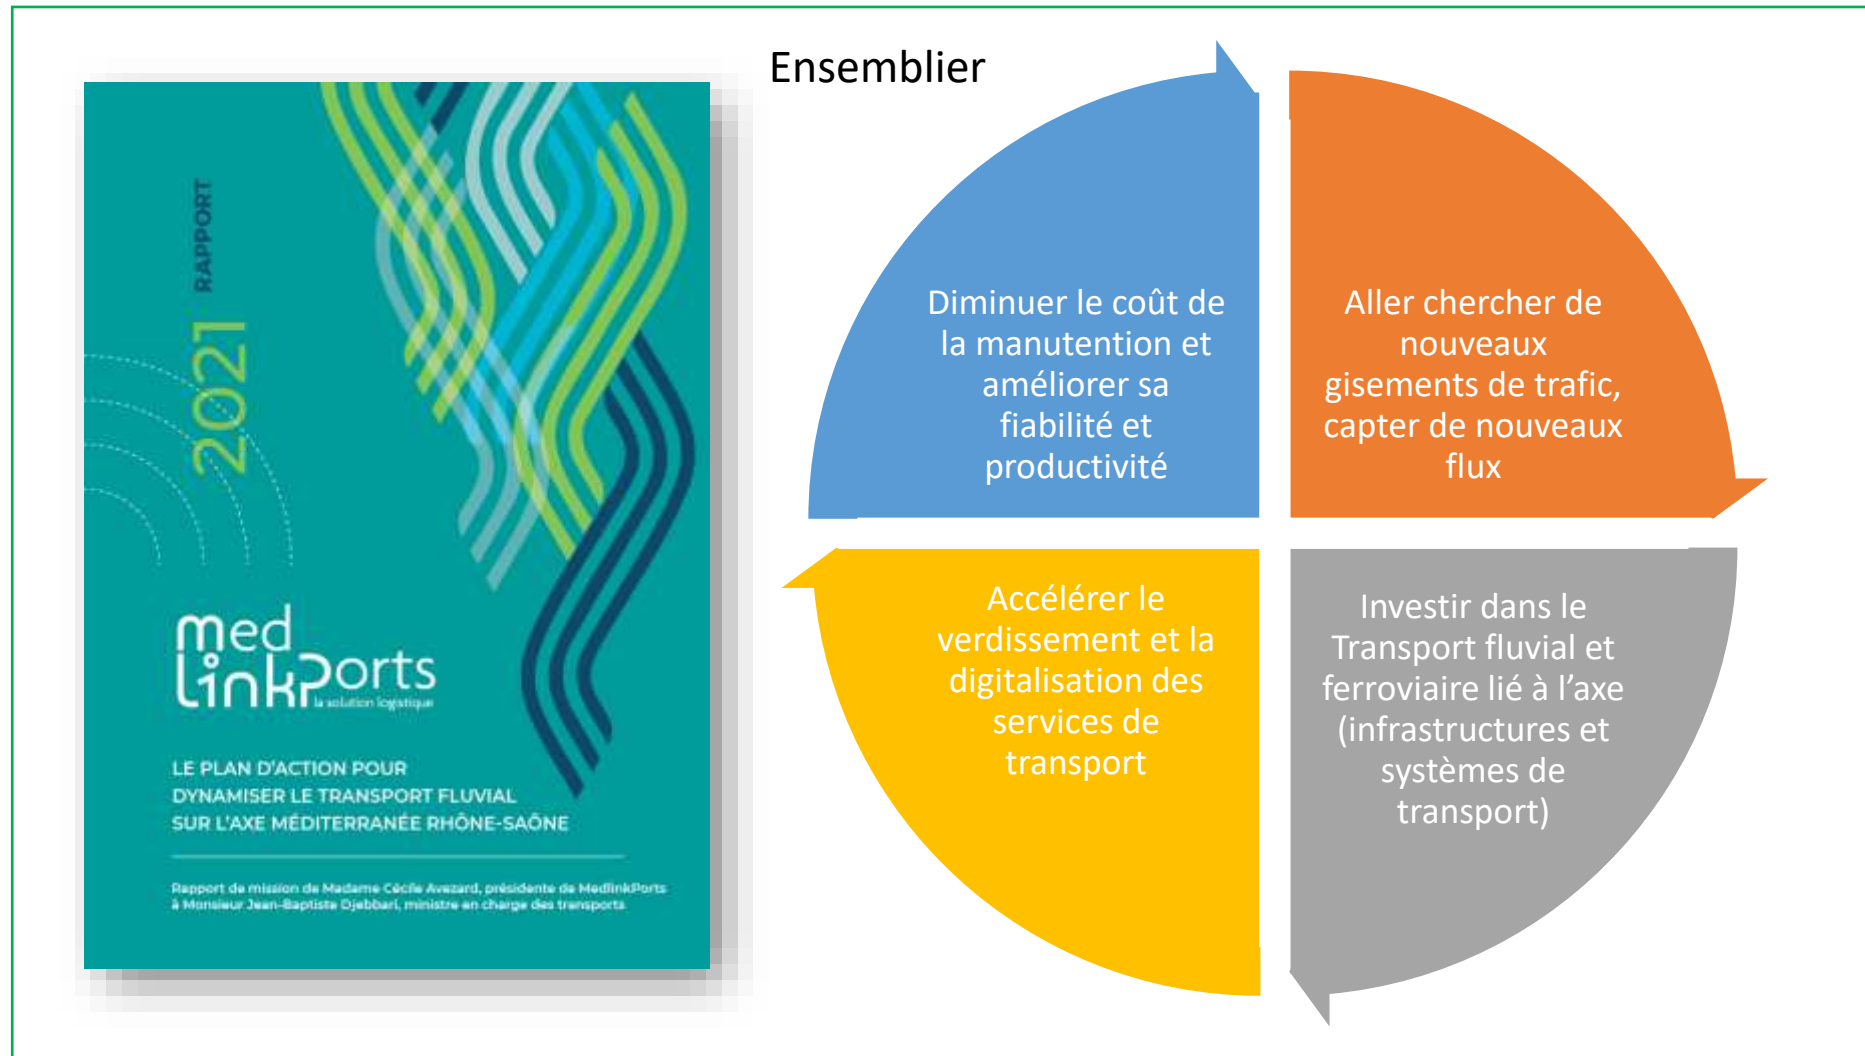 Ensemblier
2021 RAPPORT
med
linkPorts
la solution logistique
LE PLAN D'ACTION POUR
DYNAMISER LE TRANSPORT FLUVIAL
SUR L'AXE MÉDITERRANÉE RHÔNE-SAÔNE
Rapport de mission de Madame Cécile Avezard, présidente de MedlinkPorts
à Monsieur Jean-Baptiste Djebbari, ministre en charge des transports
Diminuer le coût de
la manutention et
améliorer sa
fiabilité et
productivité
Aller chercher de
nouveaux
gisements de trafic,
capter de nouveaux
flux
Accélérer le
verdissement et la
digitalisation des
services de
transport
Investir dans le
Transport fluvial et
ferroviaire lié à l’axe
(infrastructures et
systèmes de
transport)